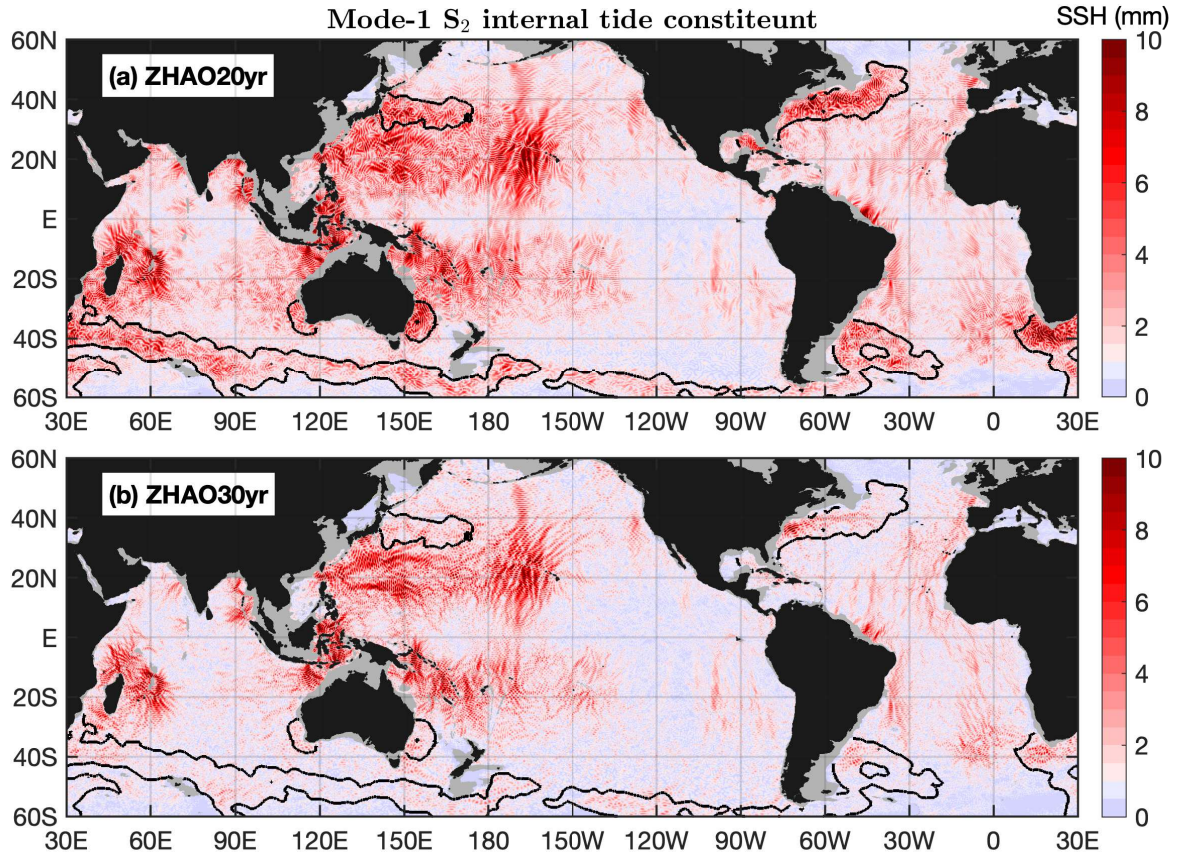 Mode-1 S₂ internal tide constiteunt
SSH (mm)
(a) ZHAO20yr
60N
40N
20N
E
20S
40S
60S
30E 60E 90E 120E 150E 180 150W 120W 90W 60W 30W 0 30E
10
8
6
4
2
0
(b) ZHAO30yr
60N
40N
20N
E
20S
40S
60S
30E 60E 90E 120E 150E 180 150W 120W 90W 60W 30W 0 30E
10
8
6
4
2
0